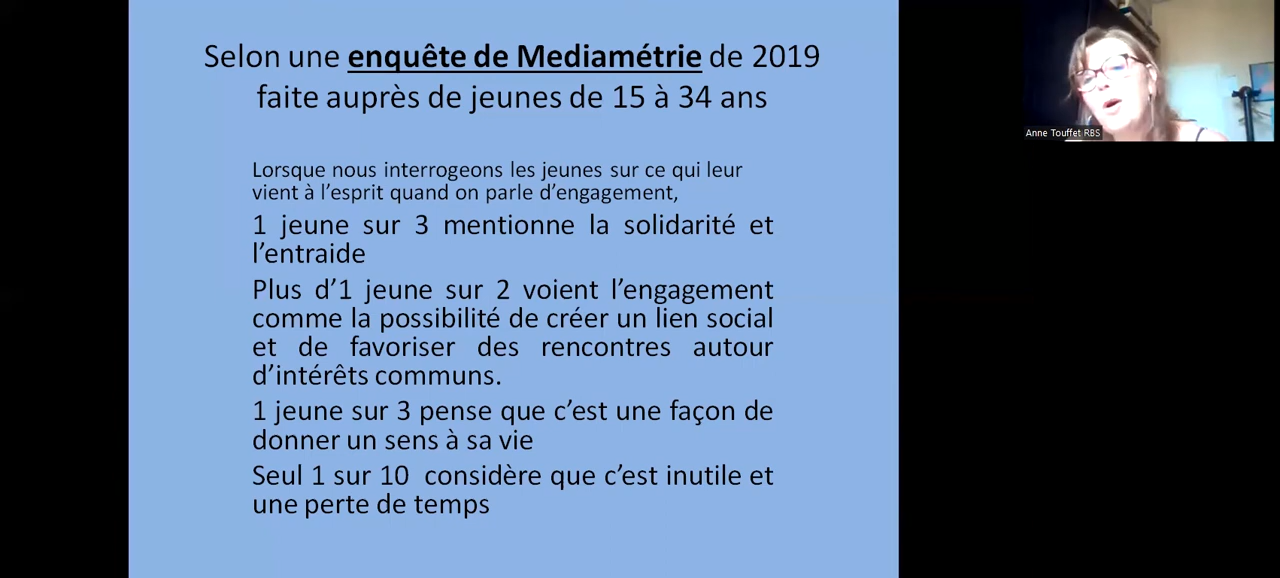 Selon une enquête de Mediamétrie de 2019
faite auprès de jeunes de 15 à 34 ans
Lorsque nous interrogeons les jeunes sur ce qui leur
vient à l’esprit quand on parle d’engagement,
1 jeune sur 3 mentionne la solidarité et
l’entraide
Plus d’1 jeune sur 2 voient l’engagement
comme la possibilité de créer un lien social
et de favoriser des rencontres autour
d’intérêts communs.
1 jeune sur 3 pense que c’est une façon de
donner un sens à sa vie
Seul 1 sur 10 considère que c’est inutile et
une perte de temps
Anne Touffet RBS